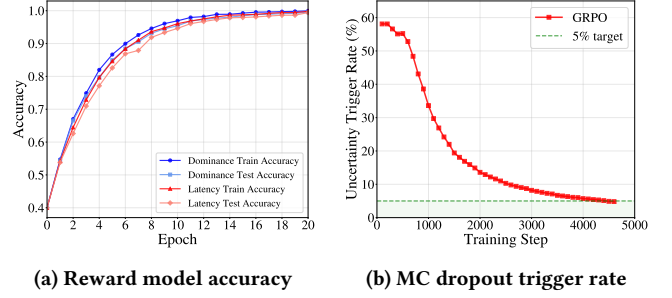 1.0
0.9
0.8
0.7
0.6
0.5
0.4
Accuracy
Dominance Train Accuracy
Dominance Test Accuracy
Latency Train Accuracy
Latency Test Accuracy
0 2 4 6 8 10 12 14 16 18 20
Epoch
(a) Reward model accuracy
70
60
50
40
30
20
10
0
Uncertainty Trigger Rate (%)
GRPO
5% target
0 1000 2000 3000 4000 5000
Training Step
(b) MC dropout trigger rate